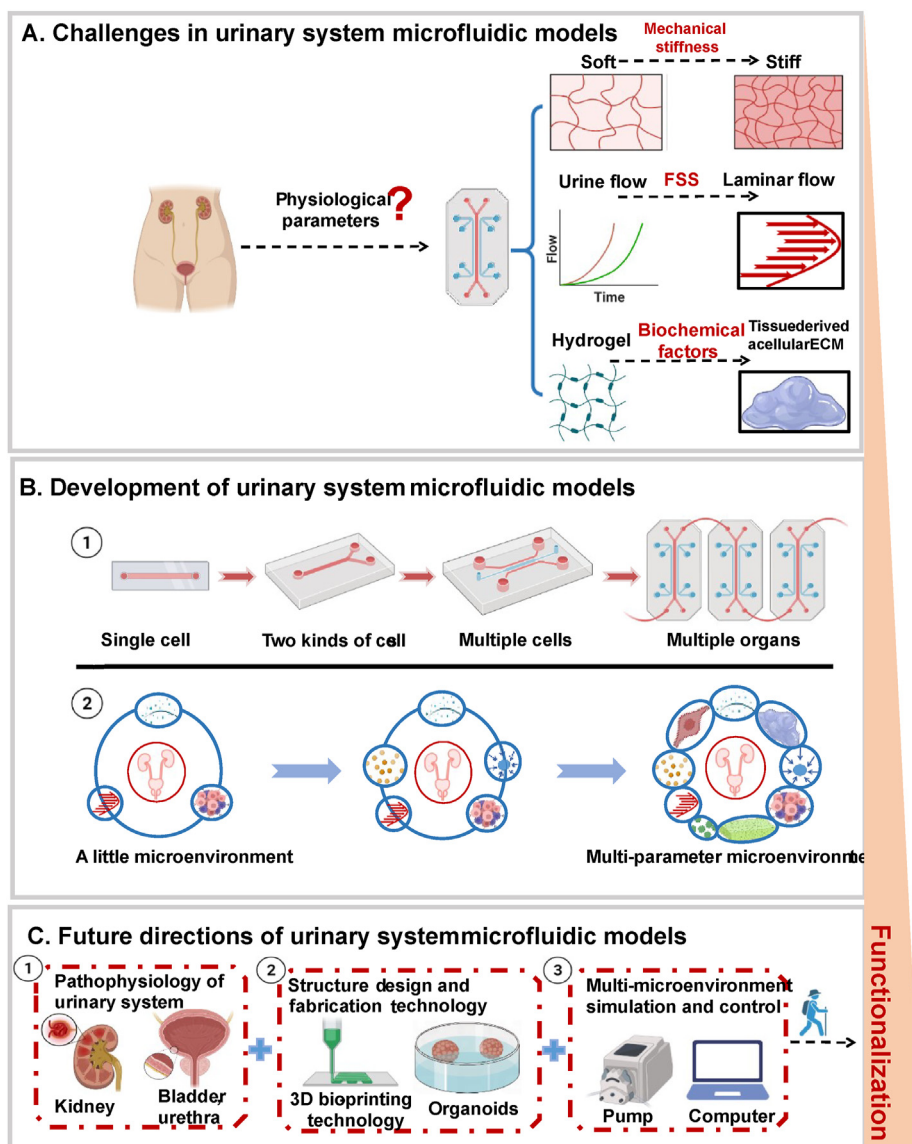 A. Challenges in urinary system microfluidic models
Mechanical
stiffness
Soft
Stiff
Physiological
parameters
?
Urine flow
FSS
Laminar flow
Flow
Time
Hydrogel
Biochemical
factors
Tissuederived
acellularECM
B. Development of urinary system microfluidic models
1
Single cell
Two kinds of cell
Multiple cells
Multiple organs
2
A little microenvironment
Multi-parameter microenvironme
C. Future directions of urinary systemmicrofluidic models
1
Pathophysiology of
urinary system
Kidney
Bladder,
urethra
2
Structure design and
fabrication technology
3D bioprinting
technology
Organoids
3
Multi-microenvironment
simulation and control
Pump
Computer
Functionalization